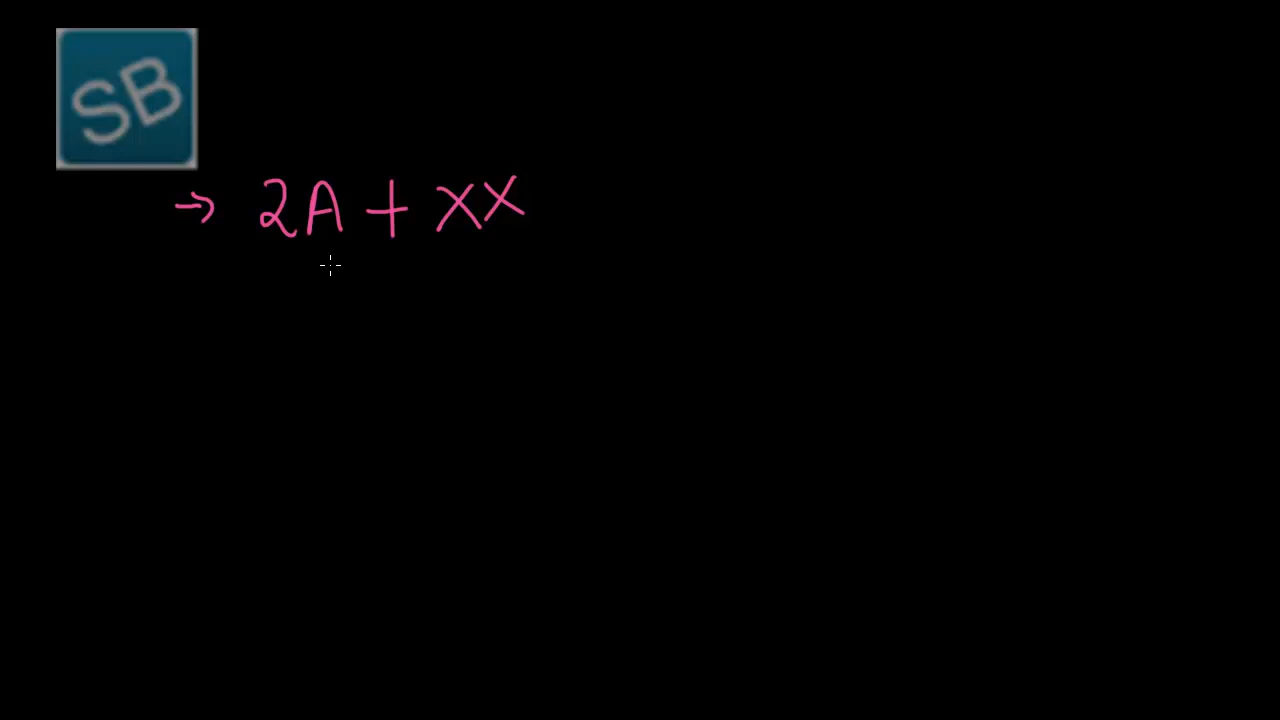 SB
→ 2A + XX